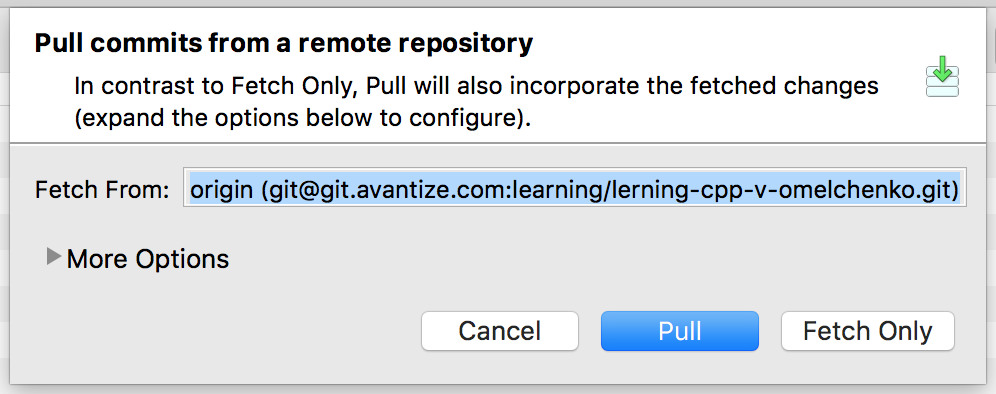 Pull commits from a remote repository
In contrast to Fetch Only, Pull will also incorporate the fetched changes
(expand the options below to configure).
Fetch From: origin (git@git.avantize.com:learning/lerning-cpp-v-omelchenko.git)
More Options
Cancel Pull Fetch Only